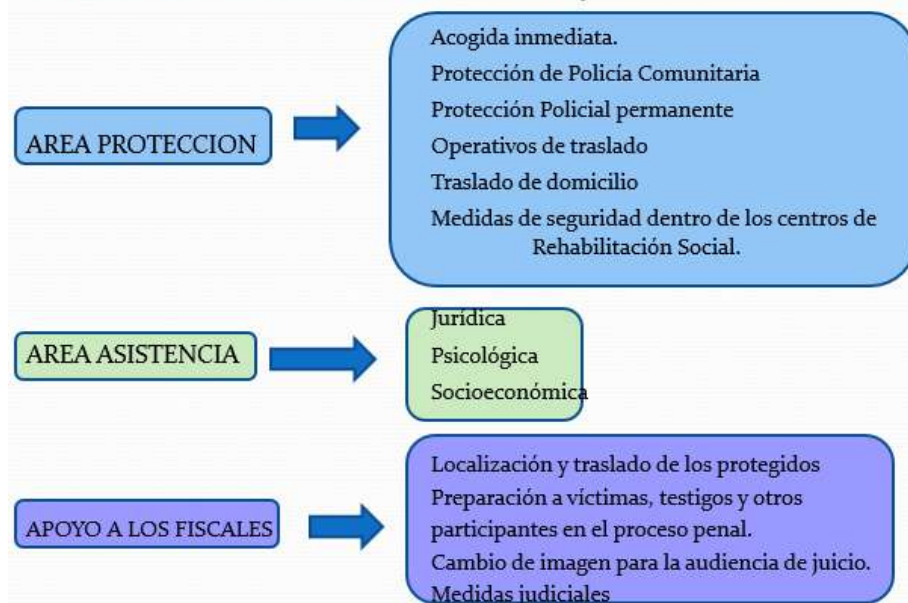 Acogida inmediata.
Protección de Policía Comunitaria
Protección Policial permanente
AREA PROTECCION
Operativos de traslado
Traslado de domicilio
Medidas de seguridad dentro de los centros de
Rehabilitación Social.
Jurídica
AREA ASISTENCIA
Psicológica
Socioeconómica
Localización y traslado de los protegidos
Preparación a víctimas, testigos y otros
participantes en el proceso penal.
APOYO A LOS FISCALES
Cambio de imagen para la audiencia de juicio.
Medidas judiciales